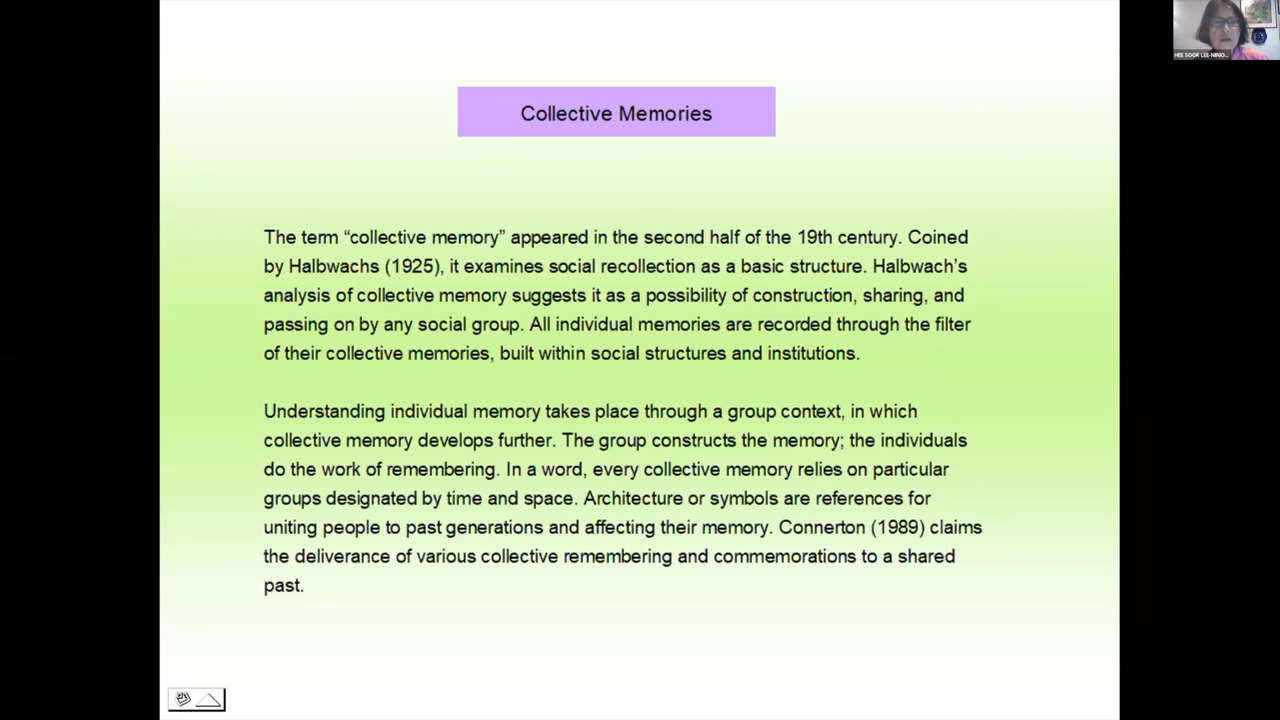 Collective Memories
The term “collective memory” appeared in the second half of the 19th century. Coined
by Halbwachs (1925), it examines social recollection as a basic structure. Halbwach’s
analysis of collective memory suggests it as a possibility of construction, sharing, and
passing on by any social group. All individual memories are recorded through the filter
of their collective memories, built within social structures and institutions.
Understanding individual memory takes place through a group context, in which
collective memory develops further. The group constructs the memory; the individuals
do the work of remembering. In a word, every collective memory relies on particular
groups designated by time and space. Architecture or symbols are references for
uniting people to past generations and affecting their memory. Connerton (1989) claims
the deliverance of various collective remembering and commemorations to a shared
past.
HEE SOOK LEE-NIINIO...